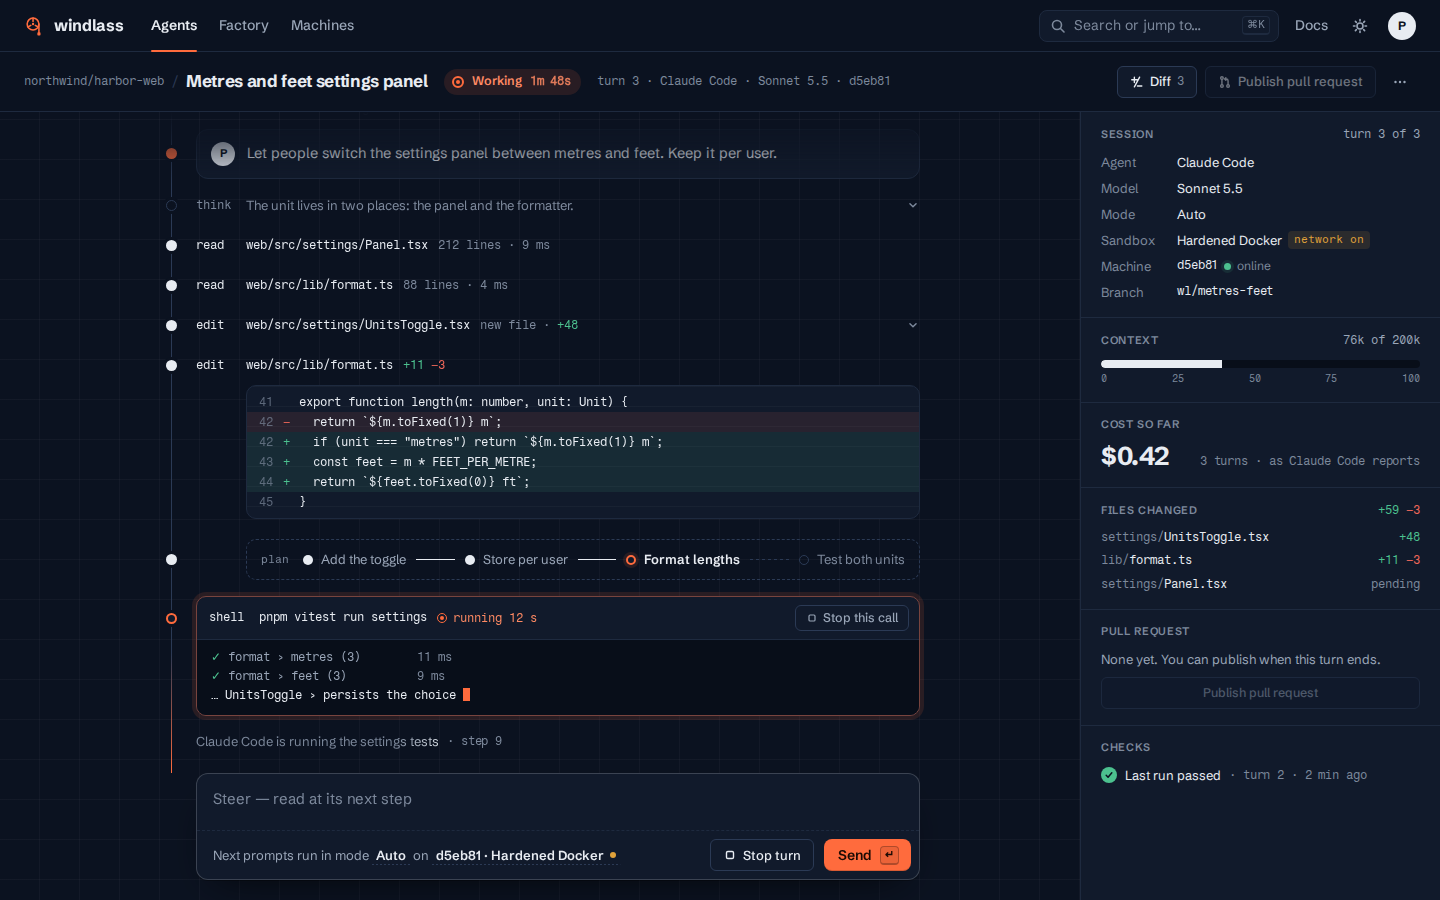 windlass Agents Factory Machines Search or jump to... ⌘K Docs P
northwind/harbor-web / Metres and feet settings panel Working 1m 48s turn 3 · Claude Code · Sonnet 5.5 · d5eb81 Diff 3 Publish pull request ···
P Let people switch the settings panel between metres and feet. Keep it per user.
think The unit lives in two places: the panel and the formatter.
read web/src/settings/Panel.tsx 212 lines · 9 ms
read web/src/lib/format.ts 88 lines · 4 ms
edit web/src/settings/UnitsToggle.tsx new file · +48
edit web/src/lib/format.ts +11 −3
41 export function length(m: number, unit: Unit) {
42 − return `${m.toFixed(1)} m`;
42 + if (unit === "metres") return `${m.toFixed(1)} m`;
43 + const feet = m * FEET_PER_METRE;
44 + return `${feet.toFixed(0)} ft`;
45 }
plan Add the toggle Store per user Format lengths Test both units
shell pnpm vitest run settings running 12 s Stop this call
✓ format › metres (3) 11 ms
✓ format › feet (3) 9 ms
… UnitsToggle › persists the choice
Claude Code is running the settings tests · step 9
Steer — read at its next step
Next prompts run in mode Auto on d5eb81 · Hardened Docker Stop turn Send ↵
SESSION turn 3 of 3
Agent Claude Code
Model Sonnet 5.5
Mode Auto
Sandbox Hardened Docker network on
Machine d5eb81 online
Branch wl/metres-feet
CONTEXT 76k of 200k
0 25 50 75 100
COST SO FAR
$0.42 3 turns · as Claude Code reports
FILES CHANGED +59 −3
settings/UnitsToggle.tsx +48
lib/format.ts +11 −3
settings/Panel.tsx pending
PULL REQUEST
None yet. You can publish when this turn ends.
Publish pull request
CHECKS
Last run passed · turn 2 · 2 min ago